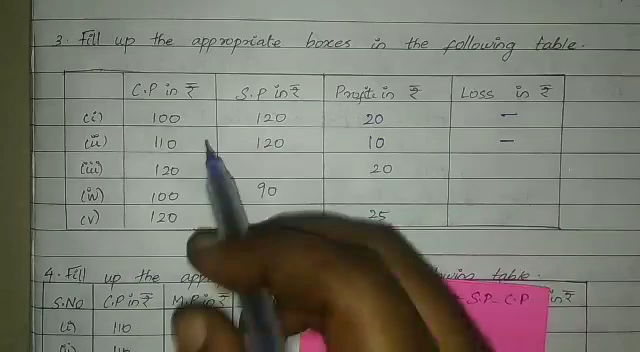 3. Fill up the appropriate boxes in the following table.
C.P in ₹ S.P in ₹ Profit in ₹ Loss in ₹
(i) 100 120 20 -
(ii) 110 120 10 -
(iii) 120 20
(iv) 100 90
(v) 120 25
4. Fill up the table.
S.NO C.P in ₹ M.P in ₹ = S.P - C.P in ₹
(i) 110
110